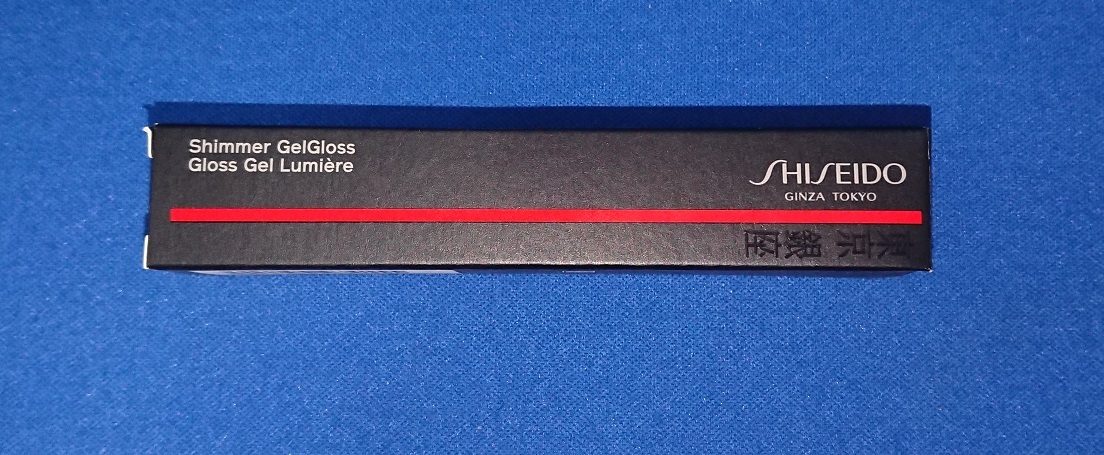 Shimmer GelGloss
Gloss Gel Lumière
SHISEIDO
GINZA TOKYO
東京銀座